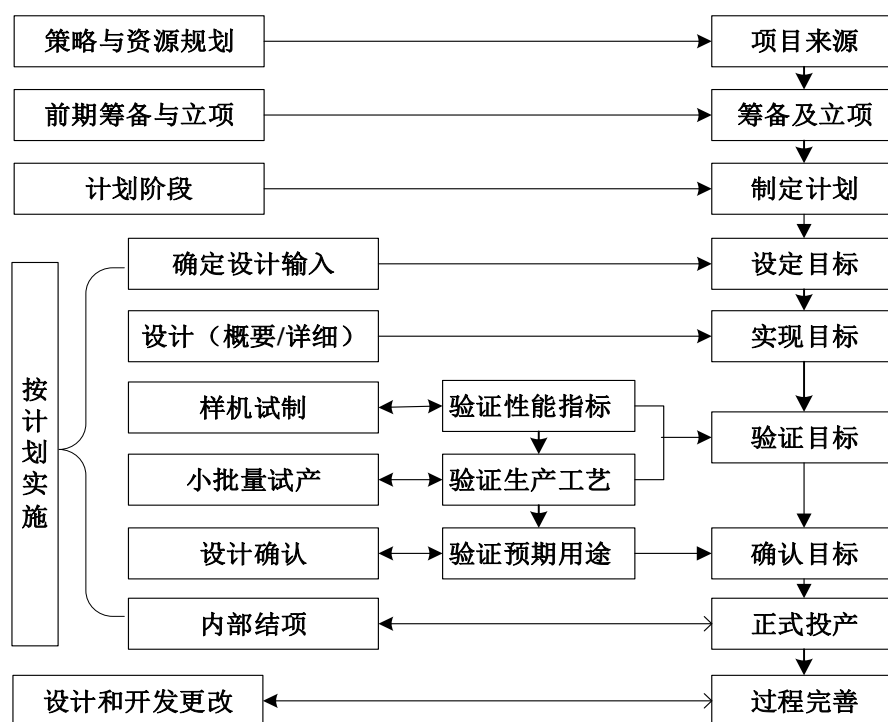 策略与资源规划
项目来源
前期筹备与立项
筹备及立项
计划阶段
制定计划
按计划实施
确定设计输入
设定目标
设计（概要/详细）
实现目标
样机试制
验证性能指标
验证目标
小批量试产
验证生产工艺
设计确认
验证预期用途
确认目标
内部结项
正式投产
设计和开发更改
过程完善